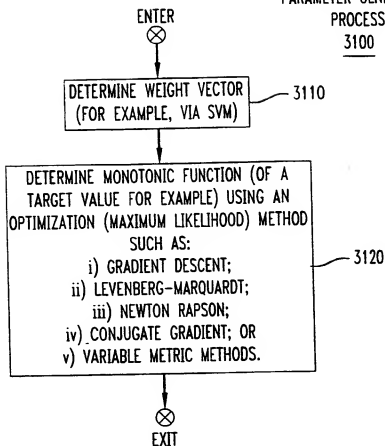 ENTER
PROCESS
3100
DETERMINE WEIGHT VECTOR
(FOR EXAMPLE, VIA SVM)
3110
DETERMINE MONOTONIC FUNCTION (OF A
TARGET VALUE FOR EXAMPLE) USING AN
OPTIMIZATION (MAXIMUM LIKELIHOOD) METHOD
SUCH AS:
i) GRADIENT DESCENT;
ii) LEVENBERG-MARQUARDT;
iii) NEWTON RAPSON;
iv) CONJUGATE GRADIENT; OR
v) VARIABLE METRIC METHODS.
3120
EXIT